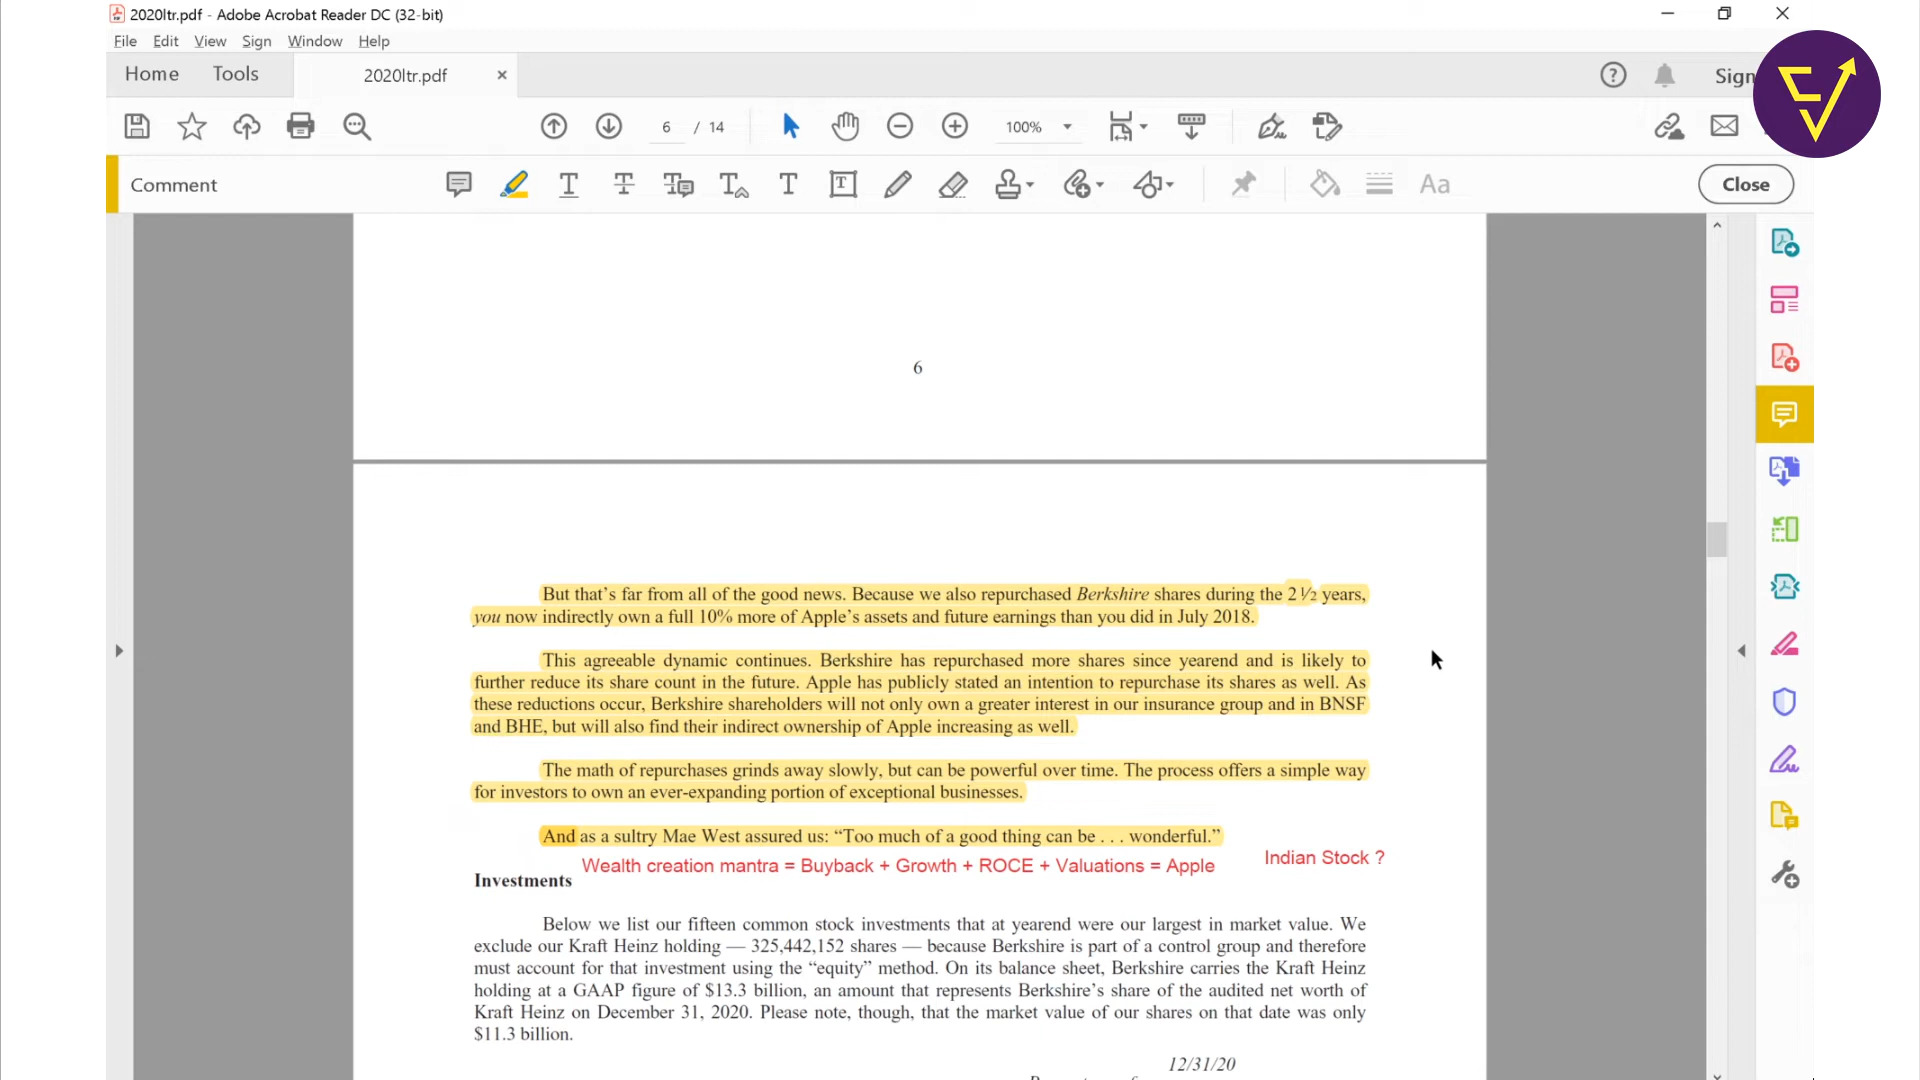 2020ltr.pdf - Adobe Acrobat Reader DC (32-bit)
File Edit View Sign Window Help
Home Tools 2020ltr.pdf × Sign
6 / 14 100%
Comment Close
6
But that's far from all of the good news. Because we also repurchased Berkshire shares during the 2 ½ years,
you now indirectly own a full 10% more of Apple's assets and future earnings than you did in July 2018.
This agreeable dynamic continues. Berkshire has repurchased more shares since yearend and is likely to
further reduce its share count in the future. Apple has publicly stated an intention to repurchase its shares as well. As
these reductions occur, Berkshire shareholders will not only own a greater interest in our insurance group and in BNSF
and BHE, but will also find their indirect ownership of Apple increasing as well.
The math of repurchases grinds away slowly, but can be powerful over time. The process offers a simple way
for investors to own an ever-expanding portion of exceptional businesses.
And as a sultry Mae West assured us: “Too much of a good thing can be . . . wonderful.”
Wealth creation mantra = Buyback + Growth + ROCE + Valuations = Apple Indian Stock ?
Investments
Below we list our fifteen common stock investments that at yearend were our largest in market value. We
exclude our Kraft Heinz holding — 325,442,152 shares — because Berkshire is part of a control group and therefore
must account for that investment using the “equity” method. On its balance sheet, Berkshire carries the Kraft Heinz
holding at a GAAP figure of $13.3 billion, an amount that represents Berkshire's share of the audited net worth of
Kraft Heinz on December 31, 2020. Please note, though, that the market value of our shares on that date was only
$11.3 billion.
12/31/20